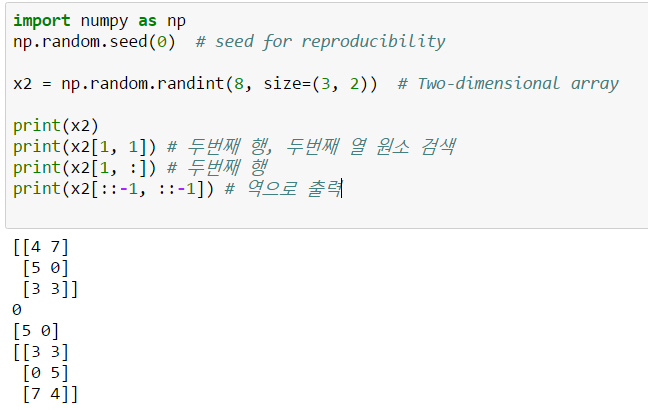 import numpy as np
np.random.seed(0)  # seed for reproducibility
x2 = np.random.randint(8, size=(3, 2))  # Two-dimensional array
print(x2)
print(x2[1, 1]) # 두번째 행, 두번째 열 원소 검색
print(x2[1, :]) # 두번째 행
print(x2[::-1, ::-1]) # 역으로 출력
[[4 7]
 [5 0]
 [3 3]]
0
[5 0]
[[3 3]
 [0 5]
 [7 4]]